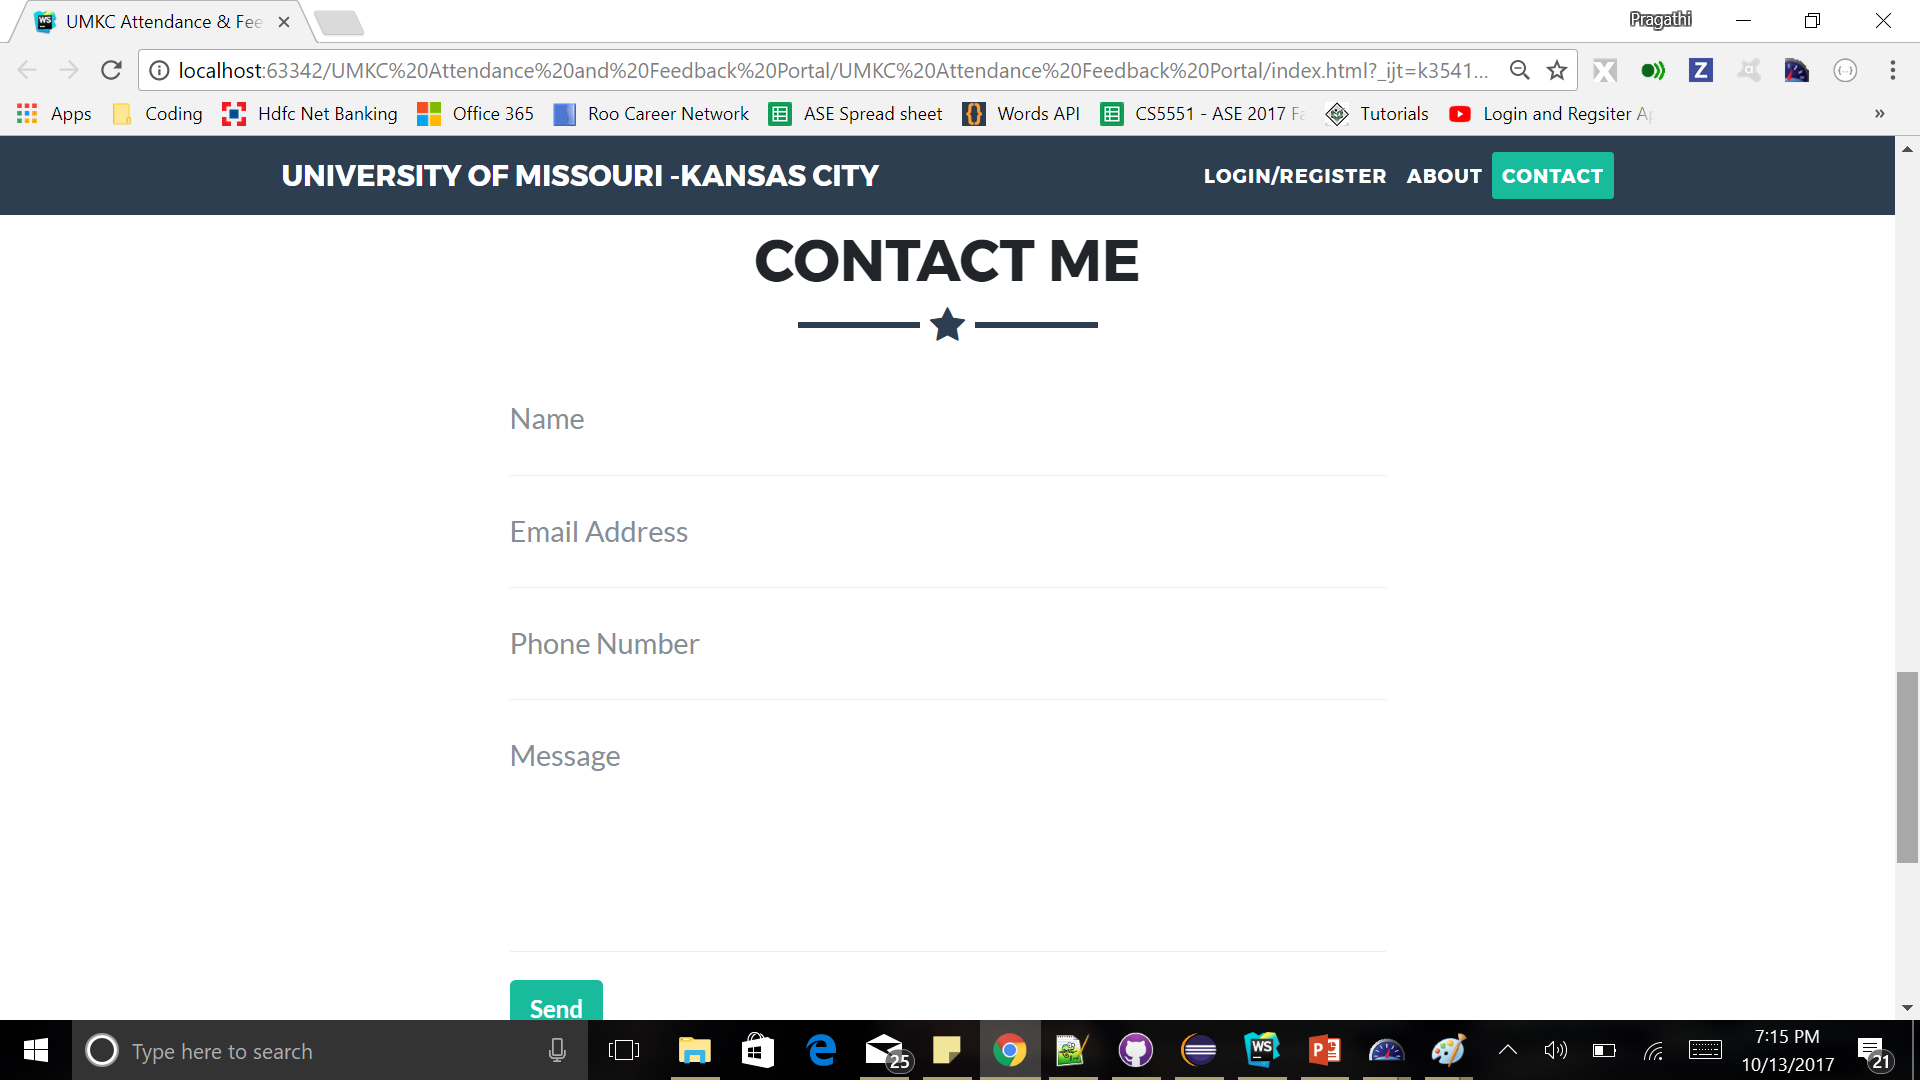 UMKC Attendance & Fee
Pragathi
localhost:63342/UMKC%20Attendance%20and%20Feedback%20Portal/UMKC%20Attendance%20Feedback%20Portal/index.html?_ijt=k3541...
Apps Coding Hdfc Net Banking Office 365 Roo Career Network ASE Spread sheet Words API CS5551 - ASE 2017 Fa Tutorials Login and Regsiter Ap »
UNIVERSITY OF MISSOURI -KANSAS CITY LOGIN/REGISTER ABOUT CONTACT
CONTACT ME
Name
Email Address
Phone Number
Message
Send
Type here to search
25
WS
7:15 PM
10/13/2017
21